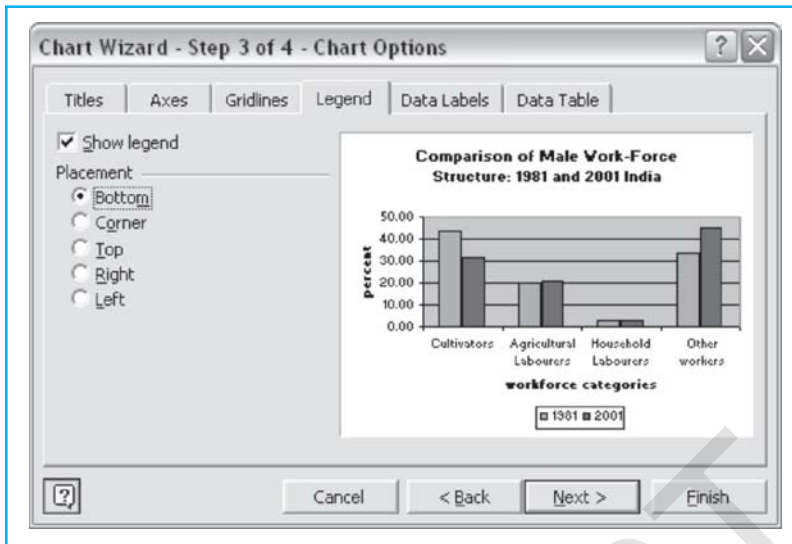 Chart Wizard - Step 3 of 4 - Chart Options
Titles Axes Gridlines Legend Data Labels Data Table
Show legend
Placement
Bottom
Corner
Top
Right
Left
Comparison of Male Work-Force
Structure: 1981 and 2001 India
percent
50.00
40.00
30.00
20.00
10.00
0.00
Cultivators Agricultural Labourers Household Labourers Other workers
workforce categories
1981 2001
Cancel < Back Next > Finish